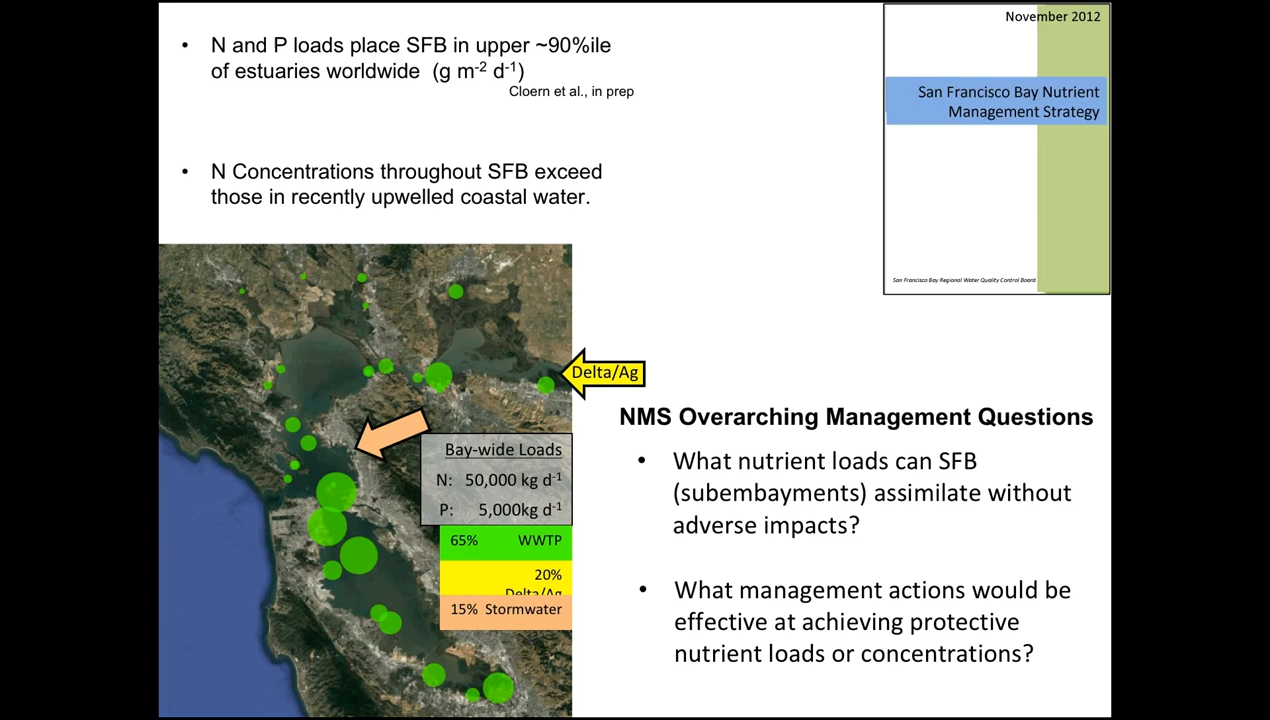 • N and P loads place SFB in upper ~90%ile
of estuaries worldwide (g m⁻² d⁻¹)
Cloern et al., in prep
• N Concentrations throughout SFB exceed
those in recently upwelled coastal water.
November 2012
San Francisco Bay Nutrient
Management Strategy
San Francisco Bay Regional Water Quality Control Board
Delta/Ag
Bay-wide Loads
N: 50,000 kg d⁻¹
P: 5,000kg d⁻¹
65% WWTP
20%
Delta/Ag
15% Stormwater
NMS Overarching Management Questions
• What nutrient loads can SFB
(subembayments) assimilate without
adverse impacts?
• What management actions would be
effective at achieving protective
nutrient loads or concentrations?